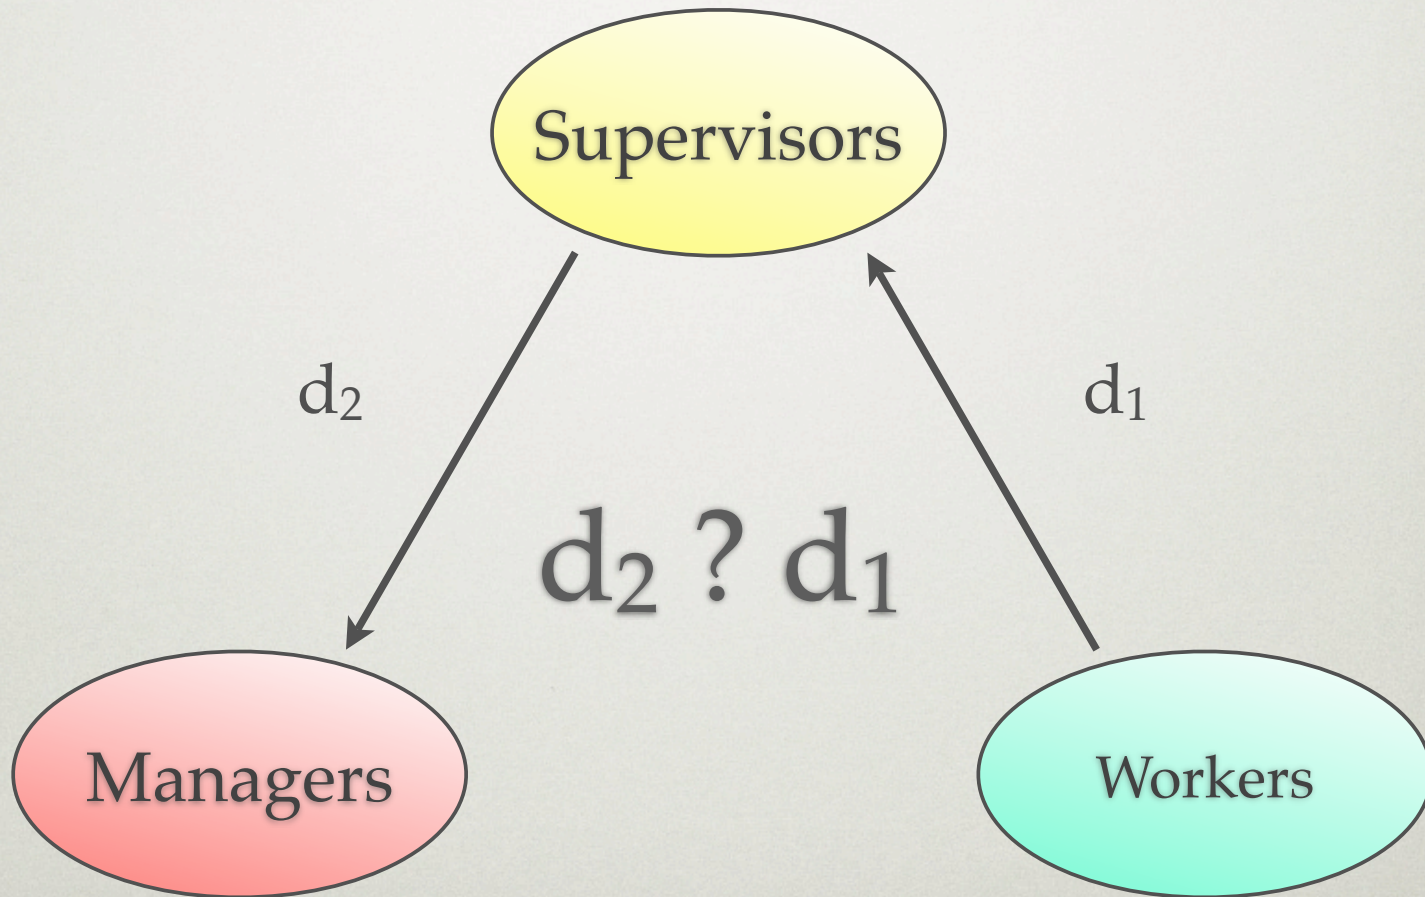 Supervisors
d₂
d₁
d₂ ? d₁
Managers
Workers